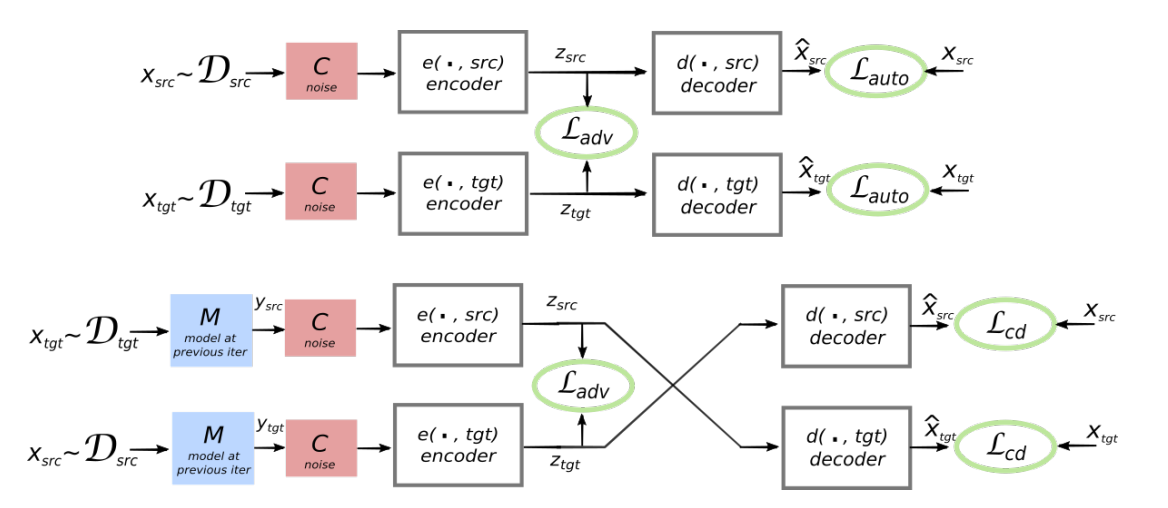 x_src ~ 𝒟_src C noise e(·, src) encoder z_src d(·, src) decoder x̂_src ℒ_auto x_src
ℒ_adv
x_tgt ~ 𝒟_tgt C noise e(·, tgt) encoder z_tgt d(·, tgt) decoder x̂_tgt ℒ_auto x_tgt
x_tgt ~ 𝒟_tgt M model at previous iter y_src C noise e(·, src) encoder z_src d(·, src) decoder x̂_src ℒ_cd x_src
ℒ_adv
x_src ~ 𝒟_src M model at previous iter y_tgt C noise e(·, tgt) encoder z_tgt d(·, tgt) decoder x̂_tgt ℒ_cd x_tgt